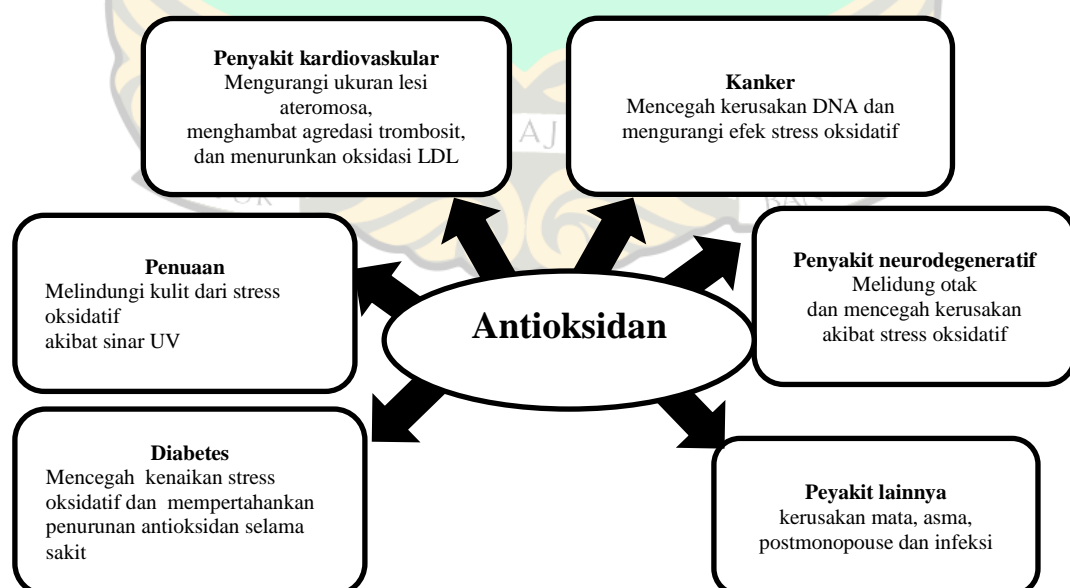 Penyakit kardiovaskular
Mengurangi ukuran lesi
ateromosa,
menghambat agredasi trombosit,
dan menurunkan oksidasi LDL
Kanker
Mencegah kerusakan DNA dan
mengurangi efek stress oksidatif
Penuaan
Melindungi kulit dari stress
oksidatif
akibat sinar UV
Antioksidan
Penyakit neurodegeneratif
Melidung otak
dan mencegah kerusakan
akibat stress oksidatif
Diabetes
Mencegah kenaikan stress
oksidatif dan mempertahankan
penurunan antioksidan selama
sakit
Peyakit lainnya
kerusakan mata, asma,
postmonopouse dan infeksi